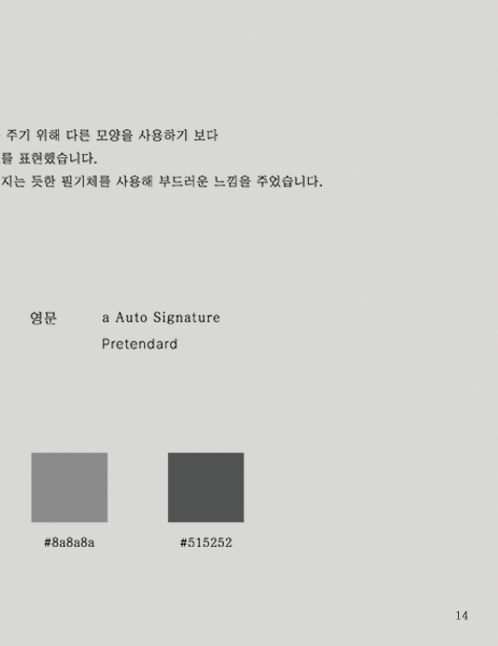 주기 위해 다른 모양을 사용하기 보다
를 표현했습니다.
지는 듯한 필기체를 사용해 부드러운 느낌을 주었습니다.
영문 a Auto Signature
Pretendard
#8a8a8a #515252
14